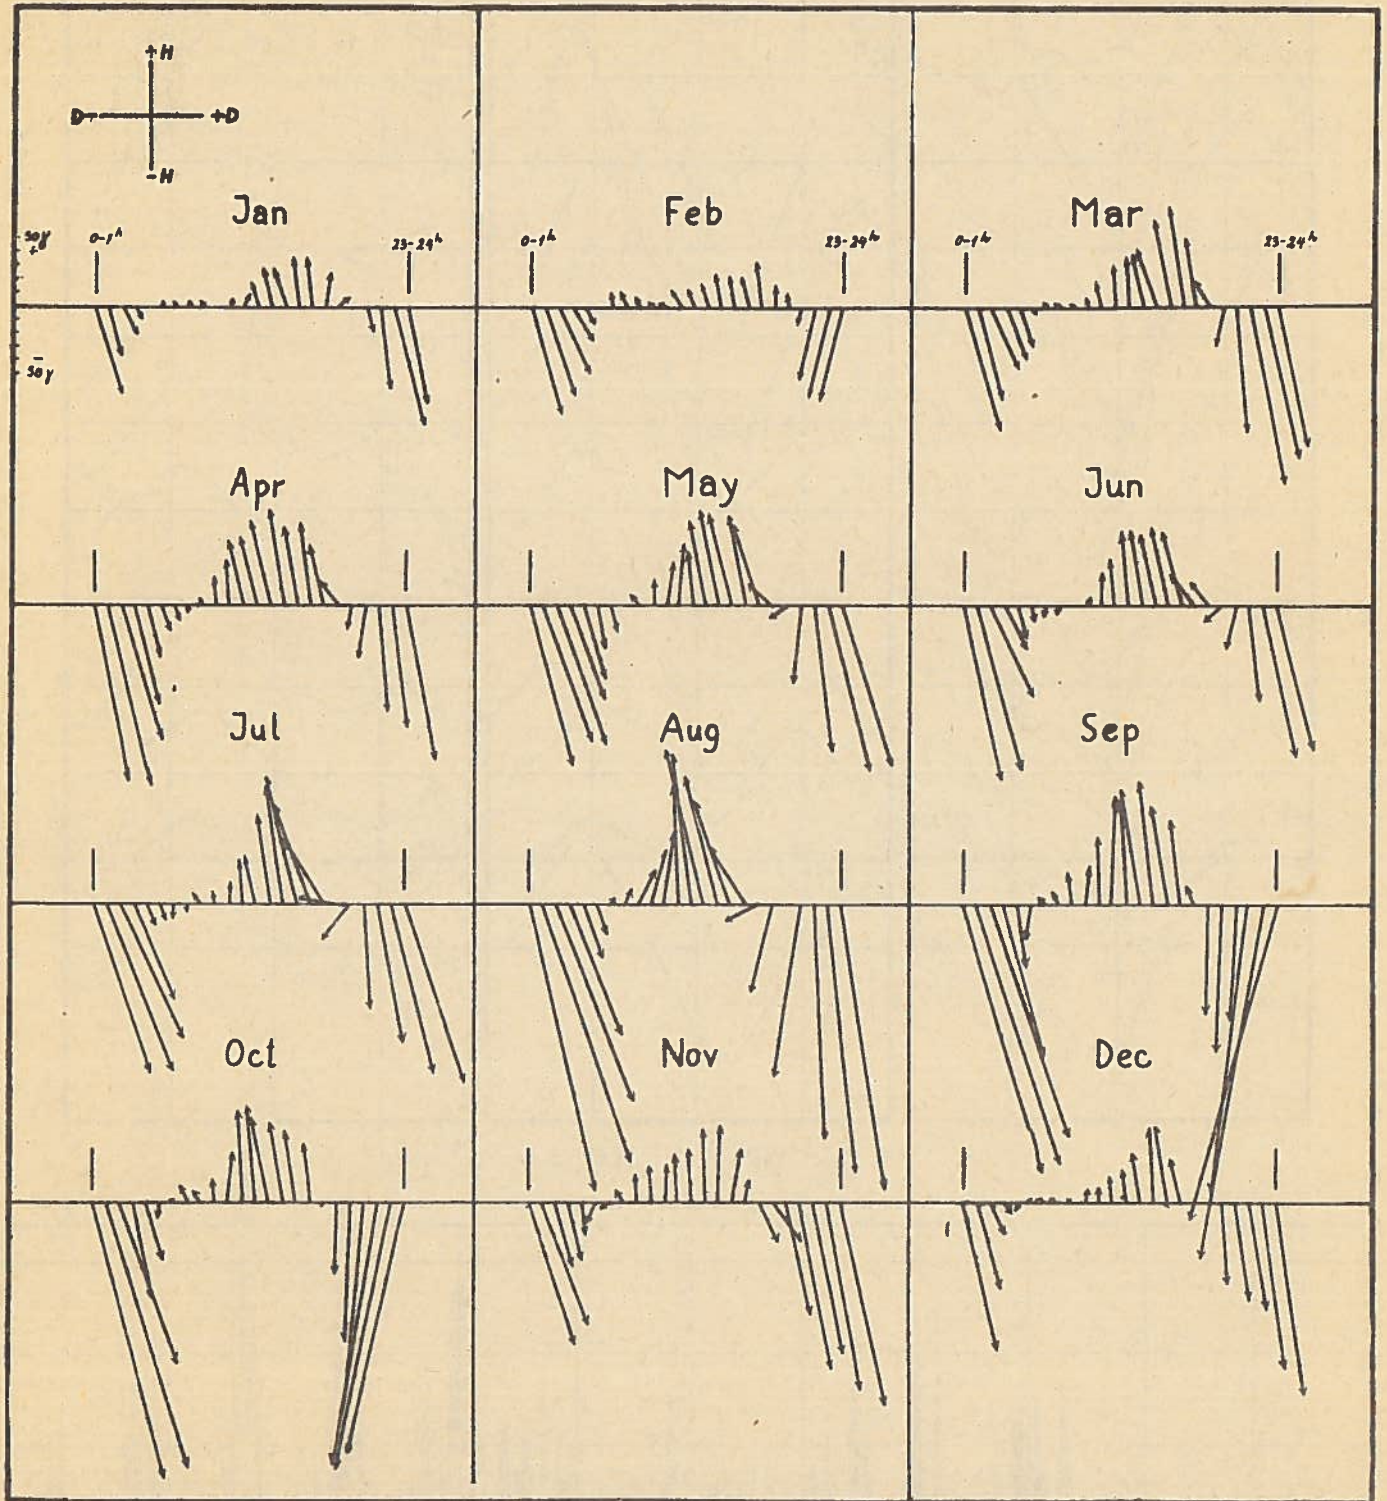 +H
D- +D
-H
Jan Feb Mar
50γ
+
0-1ʰ 23-24ʰ 0-1ʰ 23-24ʰ 0-1ʰ 23-24ʰ
-
50γ
Apr May Jun
Jul Aug Sep
Oct Nov Dec